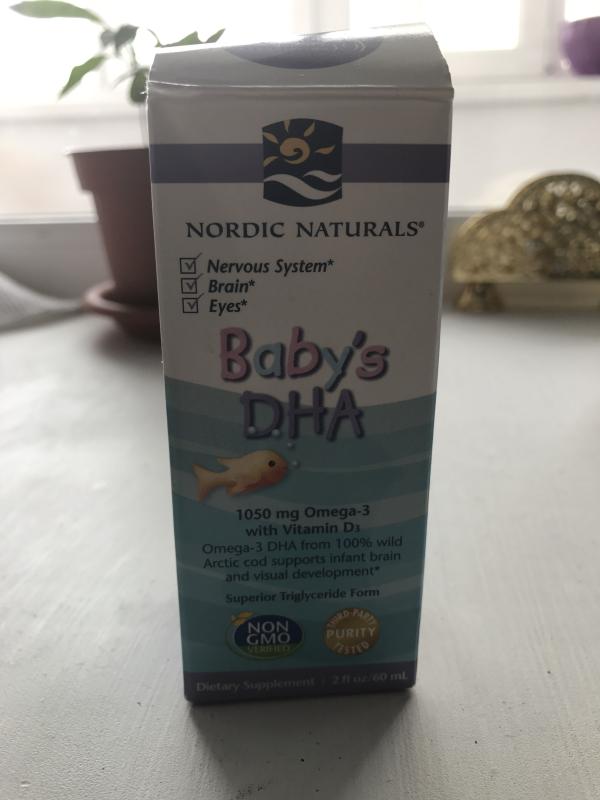 NORDIC NATURALS®
Nervous System*
Brain*
Eyes*
Baby's
DHA
1050 mg Omega-3
with Vitamin D3
Omega-3 DHA from 100% wild
Arctic cod supports infant brain
and visual development*
Superior Triglyceride Form
NON
GMO
VERIFIED
THIRD-PARTY
PURITY
TESTED
Dietary Supplement | 2 fl oz/60 mL